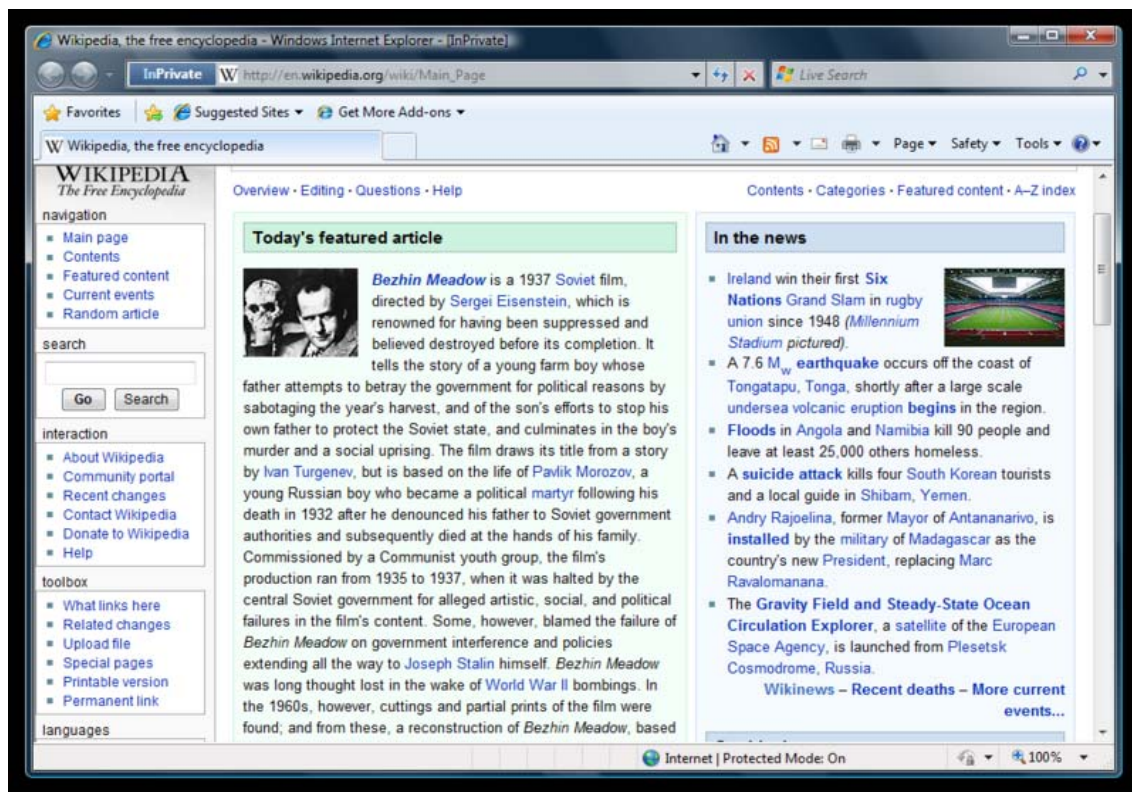 Wikipedia, the free encyclopedia - Windows Internet Explorer - [InPrivate]
InPrivate W http://en.wikipedia.org/wiki/Main_Page Live Search
Favorites Suggested Sites Get More Add-ons
W Wikipedia, the free encyclopedia Page Safety Tools
WIKIPEDIA
The Free Encyclopedia
navigation
Main page
Contents
Featured content
Current events
Random article
search
Go Search
interaction
About Wikipedia
Community portal
Recent changes
Contact Wikipedia
Donate to Wikipedia
Help
toolbox
What links here
Related changes
Upload file
Special pages
Printable version
Permanent link
languages
Overview · Editing · Questions · Help
Contents · Categories · Featured content · A–Z index
Today's featured article
Bezhin Meadow is a 1937 Soviet film,
directed by Sergei Eisenstein, which is
renowned for having been suppressed and
believed destroyed before its completion. It
tells the story of a young farm boy whose
father attempts to betray the government for political reasons by
sabotaging the year's harvest, and of the son's efforts to stop his
own father to protect the Soviet state, and culminates in the boy's
murder and a social uprising. The film draws its title from a story
by Ivan Turgenev, but is based on the life of Pavlik Morozov, a
young Russian boy who became a political martyr following his
death in 1932 after he denounced his father to Soviet government
authorities and subsequently died at the hands of his family.
Commissioned by a Communist youth group, the film's
production ran from 1935 to 1937, when it was halted by the
central Soviet government for alleged artistic, social, and political
failures in the film's content. Some, however, blamed the failure of
Bezhin Meadow on government interference and policies
extending all the way to Joseph Stalin himself. Bezhin Meadow
was long thought lost in the wake of World War II bombings. In
the 1960s, however, cuttings and partial prints of the film were
found; and from these, a reconstruction of Bezhin Meadow, based
In the news
Ireland win their first Six
Nations Grand Slam in rugby
union since 1948 (Millennium
Stadium pictured).
A 7.6 Mw earthquake occurs off the coast of
Tongatapu, Tonga, shortly after a large scale
undersea volcanic eruption begins in the region.
Floods in Angola and Namibia kill 90 people and
leave at least 25,000 others homeless.
A suicide attack kills four South Korean tourists
and a local guide in Shibam, Yemen.
Andry Rajoelina, former Mayor of Antananarivo, is
installed by the military of Madagascar as the
country's new President, replacing Marc
Ravalomanana.
The Gravity Field and Steady-State Ocean
Circulation Explorer, a satellite of the European
Space Agency, is launched from Plesetsk
Cosmodrome, Russia.
Wikinews – Recent deaths – More current
events...
Internet | Protected Mode: On 100%